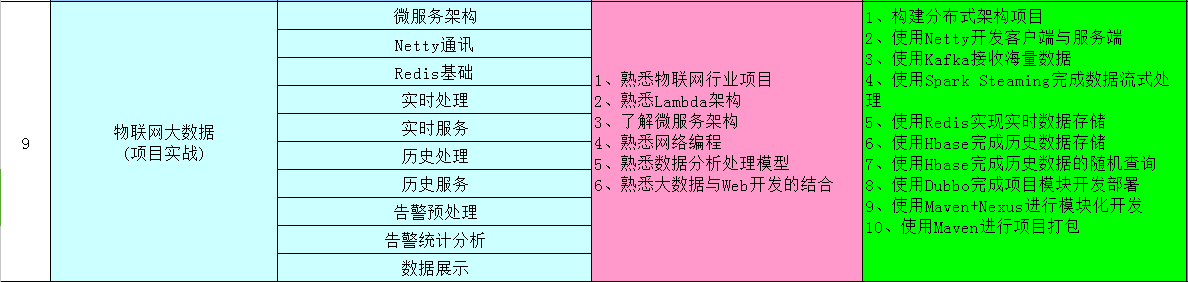 9
物联网大数据
(项目实战)
微服务架构
Netty通讯
Redis基础
实时处理
实时服务
历史处理
历史服务
告警预处理
告警统计分析
数据展示
1、熟悉物联网行业项目
2、熟悉Lambda架构
3、了解微服务架构
4、熟悉网络编程
5、熟悉数据分析处理模型
6、熟悉大数据与Web开发的结合
1、构建分布式架构项目
2、使用Netty开发客户端与服务端
3、使用Kafka接收海量数据
4、使用Spark Steaming完成数据流式处
理
5、使用Redis实现实时数据存储
6、使用Hbase完成历史数据存储
7、使用Hbase完成历史数据的随机查询
8、使用Dubbo完成项目模块开发部署
9、使用Maven+Nexus进行模块化开发
10、使用Maven进行项目打包